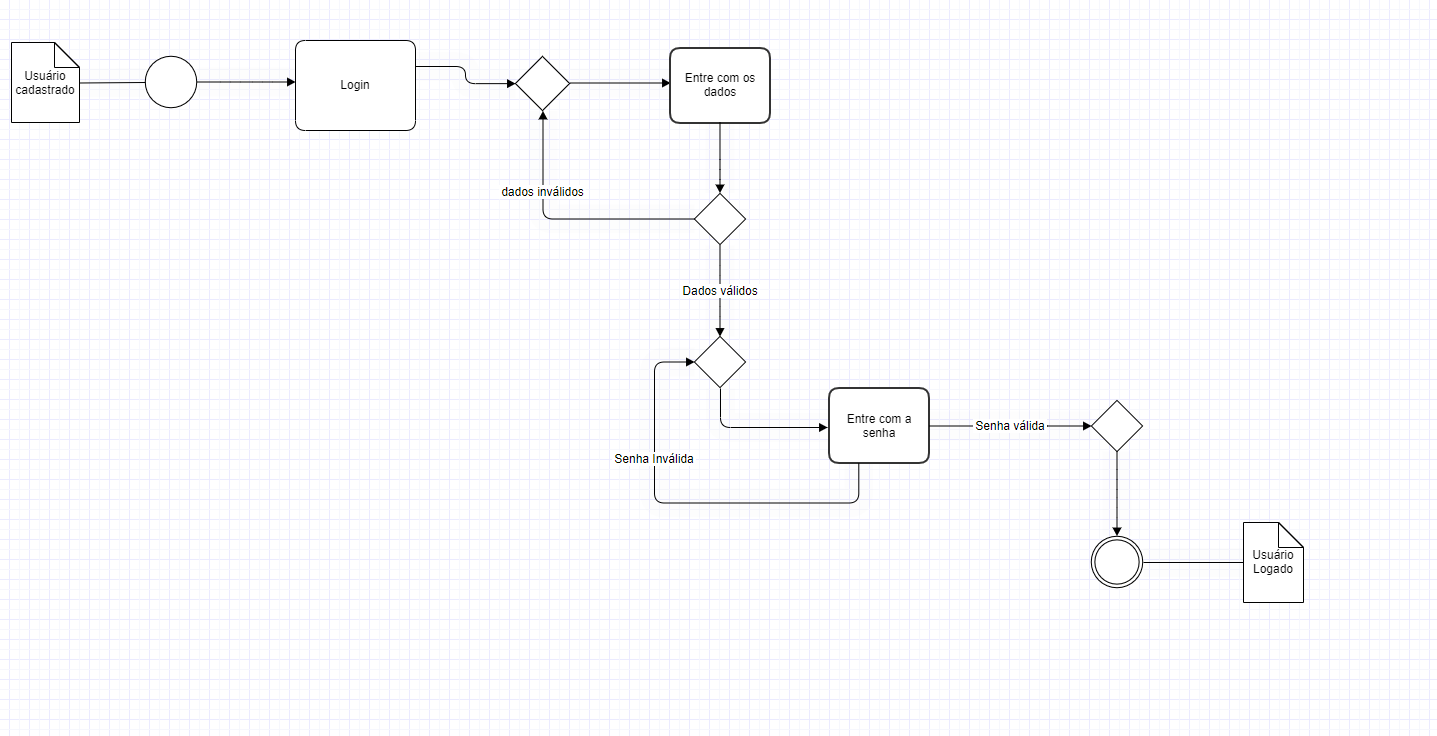 Usuário
cadastrado
Login
Entre com os
dados
dados inválidos
Dados válidos
Entre com a
senha
Senha válida
Senha Inválida
Usuário
Logado